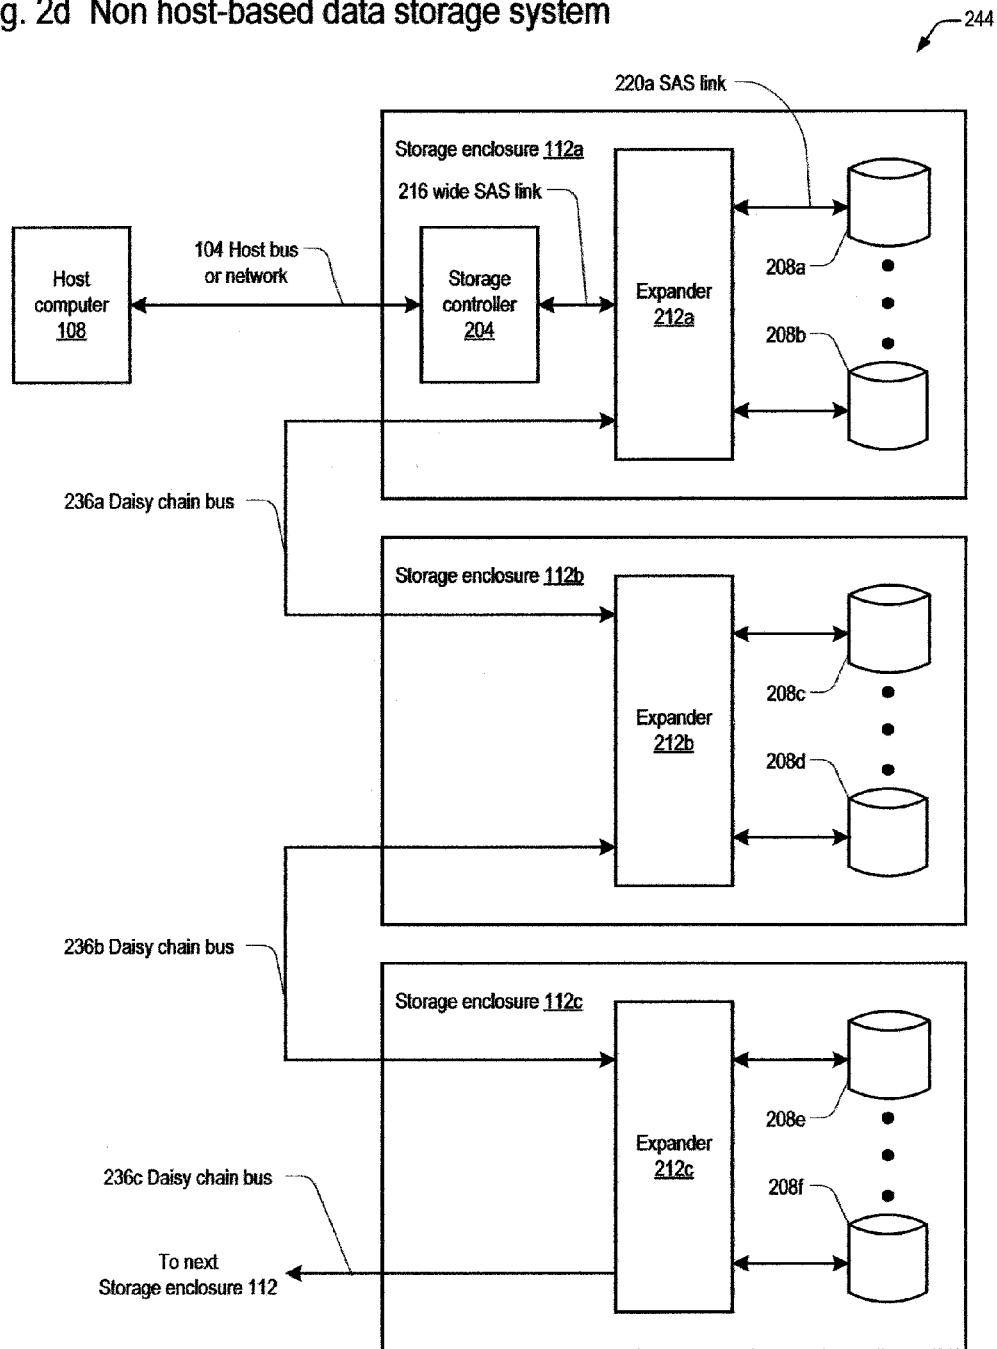 g. 2d Non host-based data storage system
244
220a SAS link
Storage enclosure 112a
216 wide SAS link
104 Host bus
or network
Host
computer
108
Storage
controller
204
Expander
212a
208a
208b
236a Daisy chain bus
Storage enclosure 112b
Expander
212b
208c
208d
236b Daisy chain bus
Storage enclosure 112c
Expander
212c
208e
208f
236c Daisy chain bus
To next
Storage enclosure 112